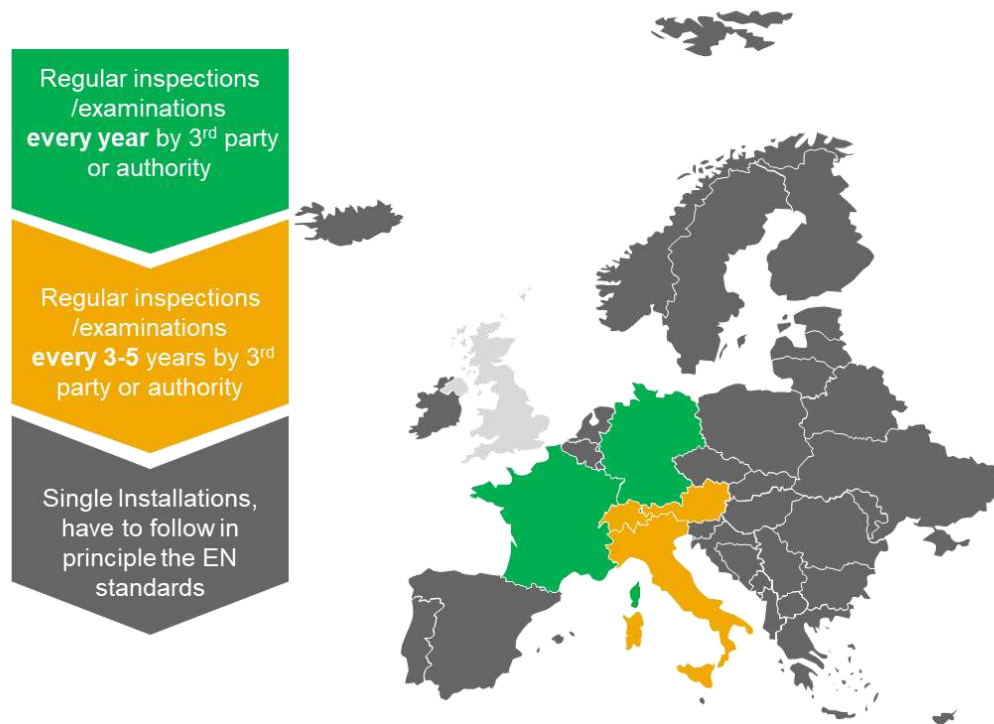 Regular inspections
/examinations
every year by 3rd party
or authority
Regular inspections
/examinations
every 3-5 years by 3rd
party or authority
Single Installations,
have to follow in
principle the EN
standards